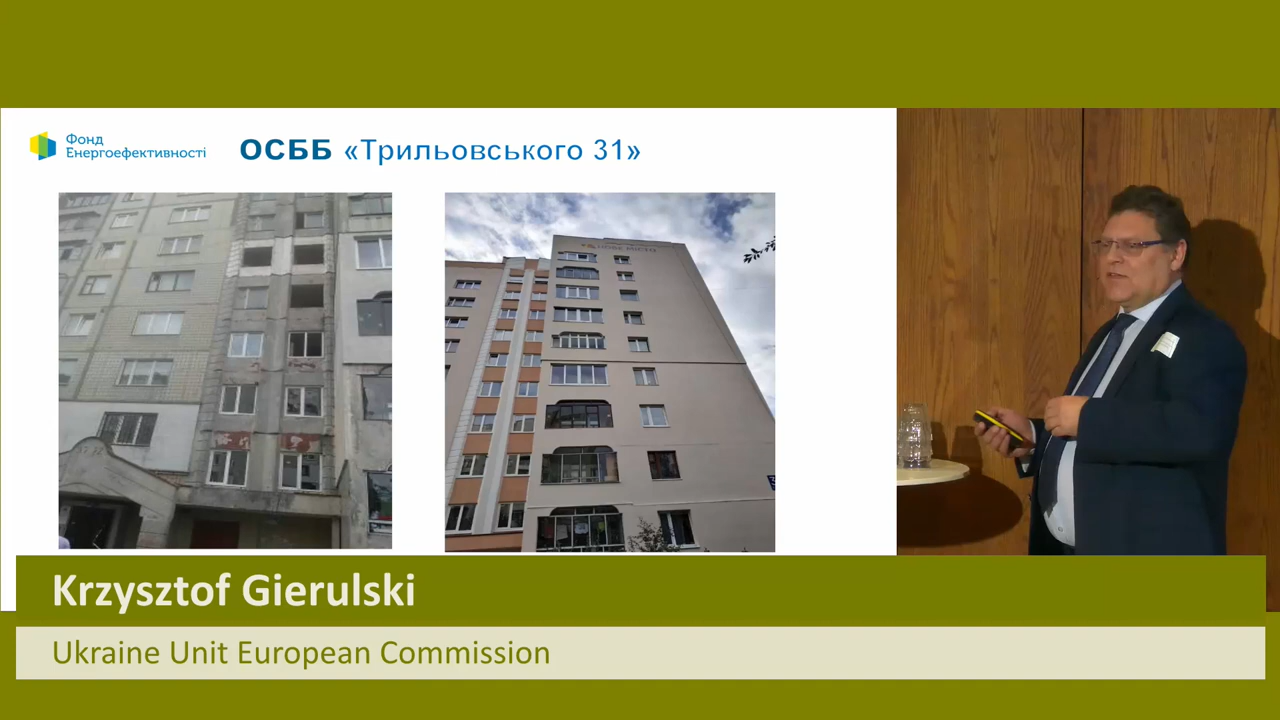 Фонд
Енергоефективності
ОСББ «Трильовського 31»
Krzysztof Gierulski
Ukraine Unit European Commission